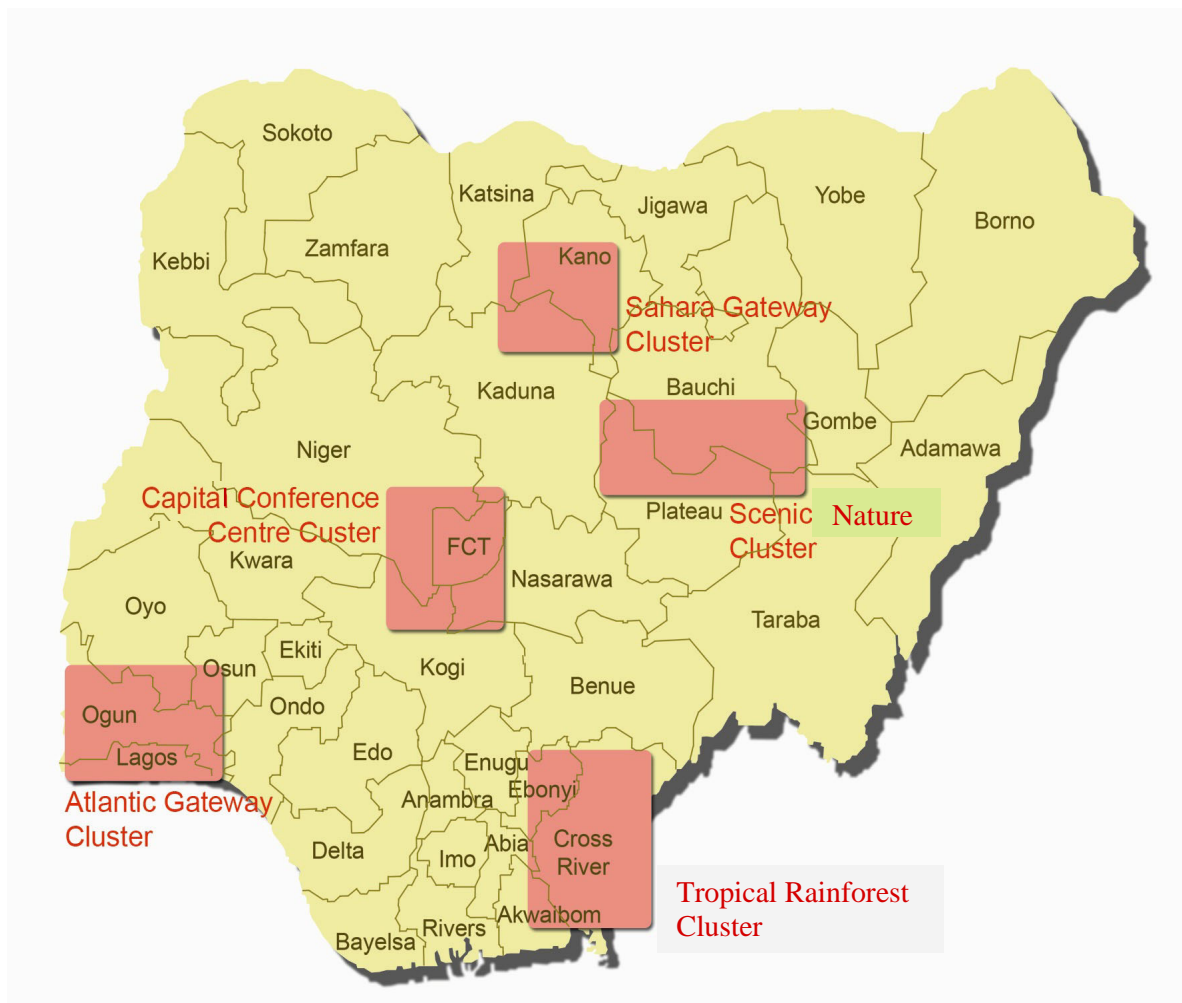 Sokoto
Katsina
Jigawa
Yobe
Borno
Zamfara
Kebbi
Kano
Sahara Gateway
Cluster
Kaduna
Bauchi
Gombe
Adamawa
Niger
Capital Conference
Centre Custer
Plateau
Scenic Nature
Cluster
FCT
Kwara
Nasarawa
Oyo
Taraba
Ekiti
Osun
Kogi
Benue
Ogun
Ondo
Lagos
Edo
Enugu
Ebonyi
Atlantic Gateway
Cluster
Anambra
Delta
Imo
Abia
Cross
River
Tropical Rainforest
Cluster
Akwaibom
Rivers
Bayelsa